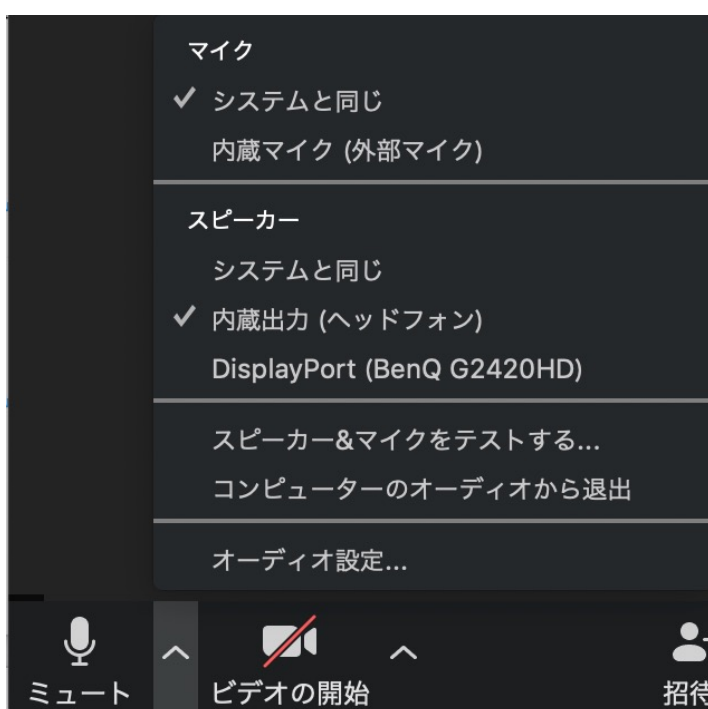 マイク
システムと同じ
内蔵マイク (外部マイク)
スピーカー
システムと同じ
内蔵出力 (ヘッドフォン)
DisplayPort (BenQ G2420HD)
スピーカー&マイクをテストする...
コンピューターのオーディオから退出
オーディオ設定...
ミュート
ビデオの開始
招待